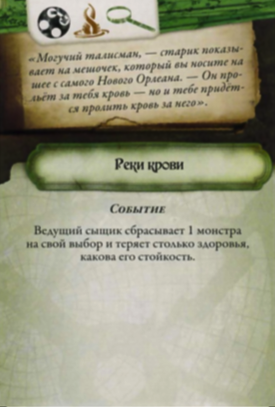 «Могучий талисман, — старик показы-
вает на мешочек, который вы носите на
шее с самого Нового Орлеана. — Он про-
льёт за тебя кровь — но и тебе придёт-
ся пролить кровь за него».
Реки крови
Событие
Ведущий сыщик сбрасывает 1 монстра
на свой выбор и теряет столько здоровья,
какова его стойкость.